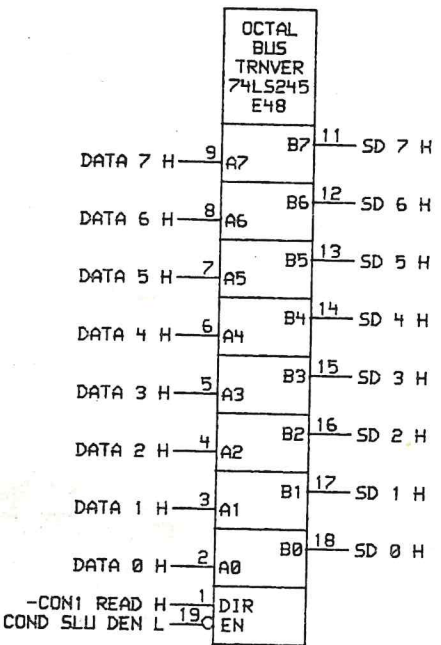 OCTAL
BUS
TRNVER
74LS245
E48
DATA 7 H 9 A7 B7 11 SD 7 H
DATA 6 H 8 A6 B6 12 SD 6 H
DATA 5 H 7 A5 B5 13 SD 5 H
DATA 4 H 6 A4 B4 14 SD 4 H
DATA 3 H 5 A3 B3 15 SD 3 H
DATA 2 H 4 A2 B2 16 SD 2 H
DATA 1 H 3 A1 B1 17 SD 1 H
DATA 0 H 2 A0 B0 18 SD 0 H
-CON1 READ H 1 DIR
COND SLU DEN L 19 EN